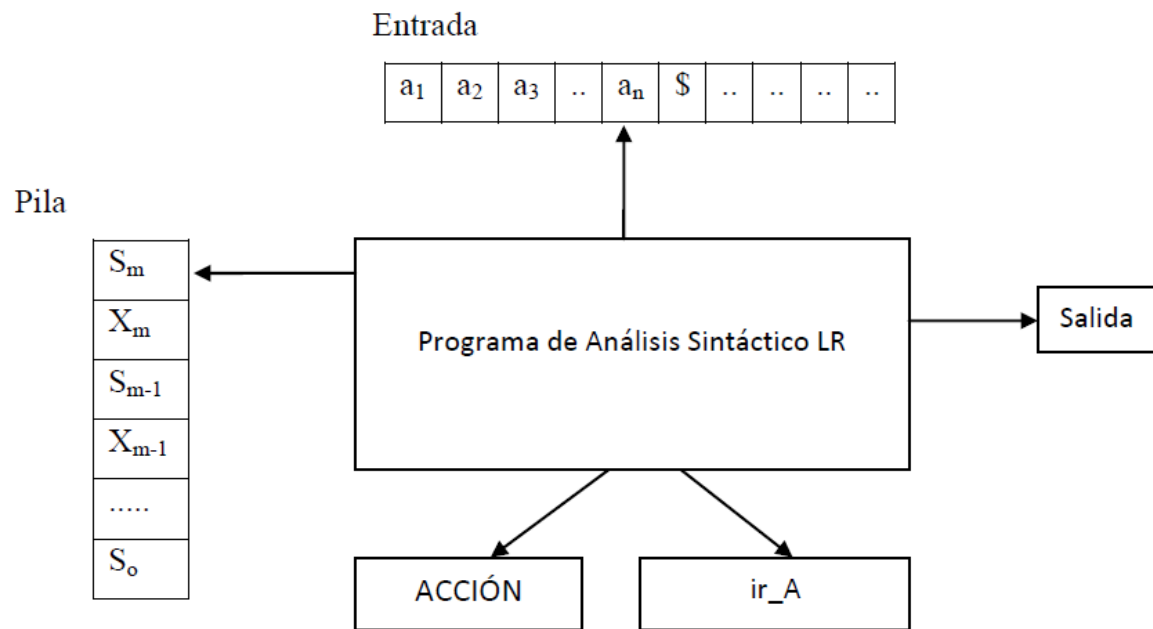 Entrada
a₁ a₂ a₃ .. aₙ $ .. .. .. ..
Pila
Sₘ
Xₘ
Sₘ₋₁
Xₘ₋₁
.....
Sₒ
Programa de Análisis Sintáctico LR
Salida
ACCIÓN
ir_A